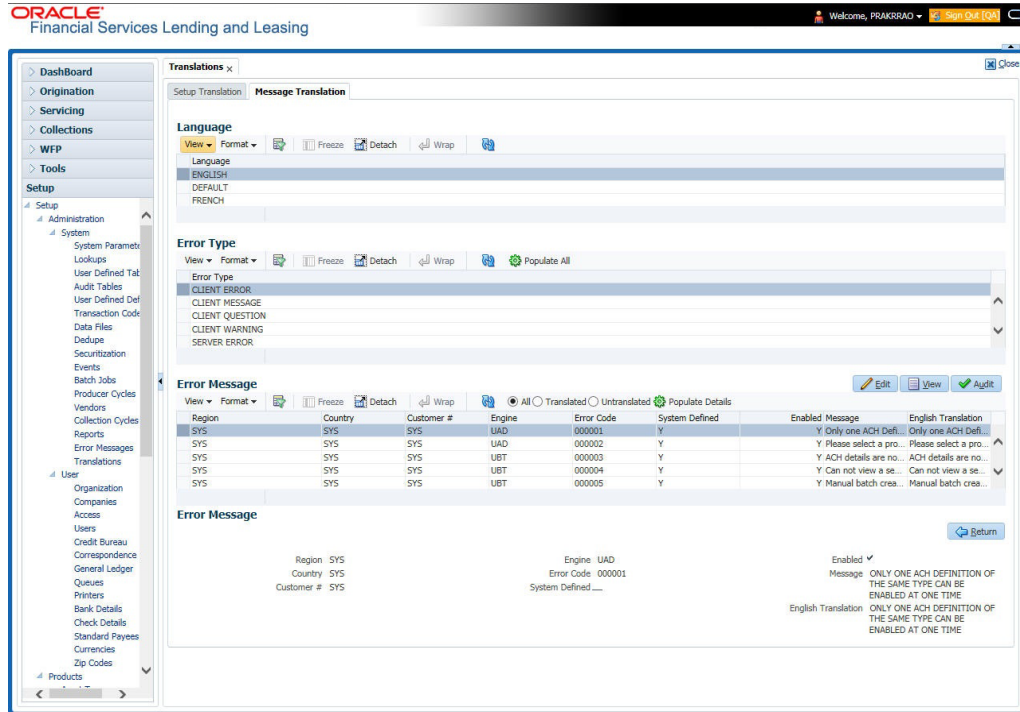 ORACLE
Financial Services Lending and Leasing
Welcome, PRAKRRAO
Sign Out [QA]
Close
DashBoard
Origination
Servicing
Collections
WFP
Tools
Setup
Setup
Administration
System
System Paramete
Lookups
User Defined Tab
Audit Tables
User Defined Def
Transaction Code
Data Files
Dedupe
Securitization
Events
Batch Jobs
Producer Cycles
Vendors
Collection Cycles
Reports
Error Messages
Translations
User
Organization
Companies
Access
Users
Credit Bureau
Correspondence
General Ledger
Queues
Printers
Bank Details
Check Details
Standard Payees
Currencies
Zip Codes
Products
Translations x
Setup Translation Message Translation
Language
View Format Freeze Detach Wrap
Language
ENGLISH
DEFAULT
FRENCH
Error Type
View Format Freeze Detach Wrap Populate All
Error Type
CLIENT ERROR
CLIENT MESSAGE
CLIENT QUESTION
CLIENT WARNING
SERVER ERROR
Error Message
Edit View Audit
View Format Freeze Detach Wrap All Translated Untranslated Populate Details
Region Country Customer # Engine Error Code System Defined Enabled Message English Translation
SYS SYS SYS UAD 000001 Y Y Only one ACH Defi... Only one ACH Defi...
SYS SYS SYS UAD 000002 Y Y Please select a pro... Please select a pro...
SYS SYS SYS UBT 000003 Y Y ACH details are no... ACH details are no...
SYS SYS SYS UBT 000004 Y Y Can not view a se... Can not view a se...
SYS SYS SYS UBT 000005 Y Y Manual batch crea... Manual batch crea...
Error Message
Return
Region SYS Engine UAD Enabled
Country SYS Error Code 000001 Message ONLY ONE ACH DEFINITION OF
Customer # SYS System Defined THE SAME TYPE CAN BE
ENABLED AT ONE TIME
English Translation ONLY ONE ACH DEFINITION OF
THE SAME TYPE CAN BE
ENABLED AT ONE TIME